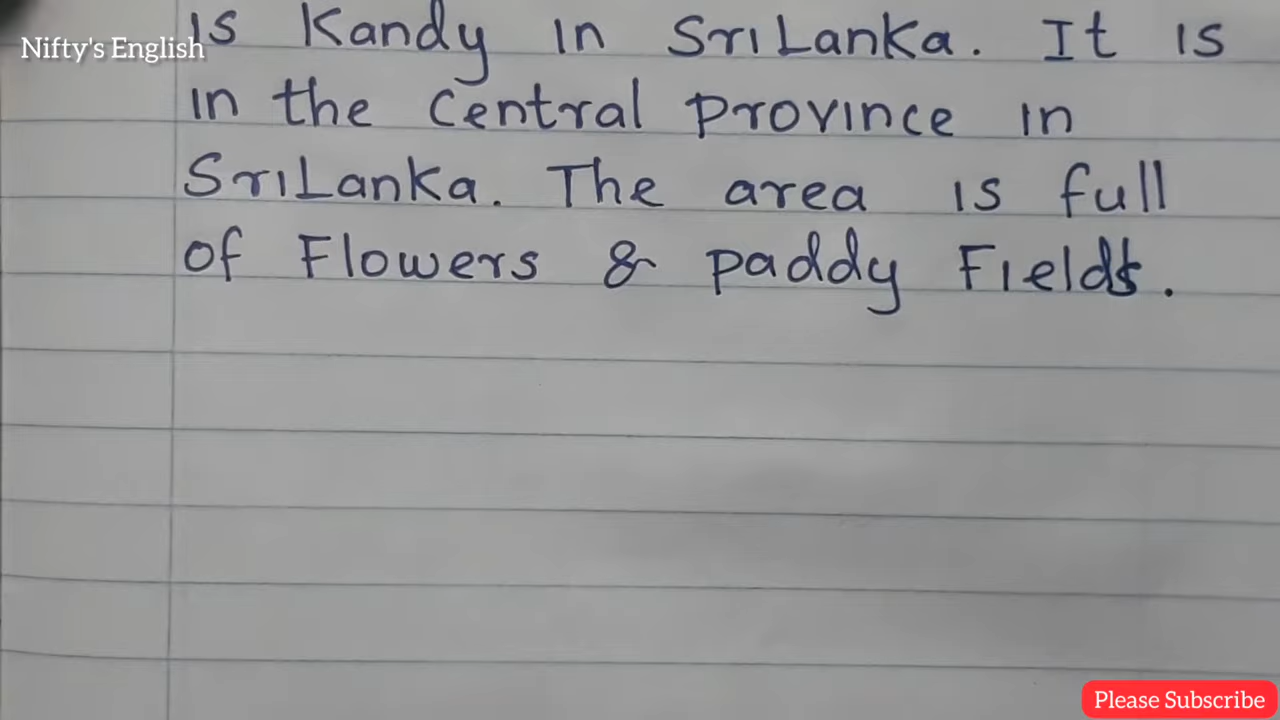 Nifty's English
is Kandy in SriLanka. It is
in the Central Province in
SriLanka. The area is full
of Flowers & paddy Fields.
Please Subscribe